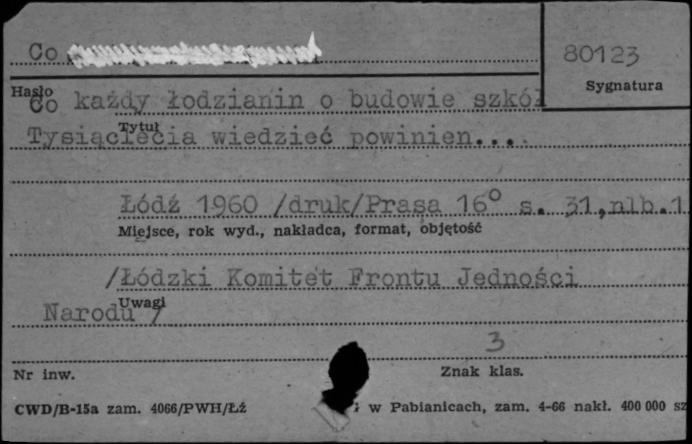 Co
80123
Hasło
Sygnatura
Co każdy łodzianin o budowie szkół
Tytuł
Tysiąclecia wiedzieć powinien....
Łódź 1960 /druk/Prasa 16° s. 31,nlb.1
Miejsce, rok wyd., nakładca, format, objętość
/Łódzki Komitet Frontu Jedności
Uwagi
Narodu/
3
Nr inw.
Znak klas.
CWD/B-15a zam. 4066/PWH/Łź w Pabianicach, zam. 4-66 nakł. 400 000 sz